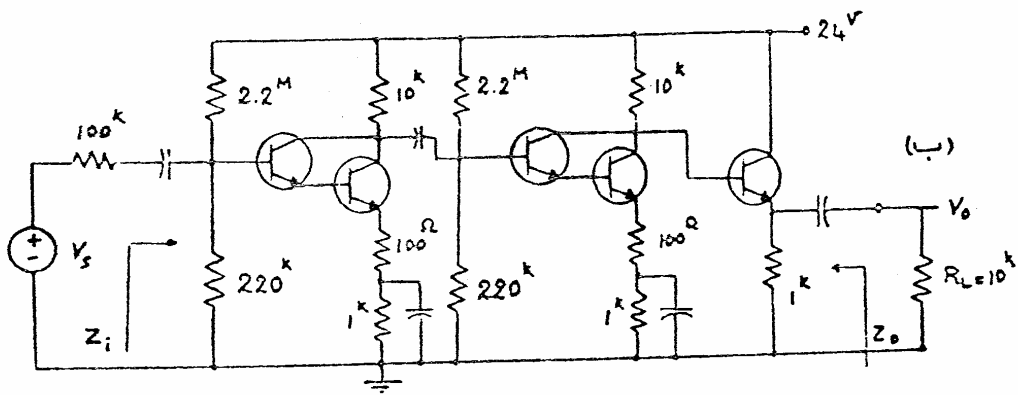 24V
2.2M
10k
2.2M
10k
100k
(ب)
Vs
Zi
220k
100Ω
1k
220k
100Ω
1k
1k
Zo
Vo
RL=10k